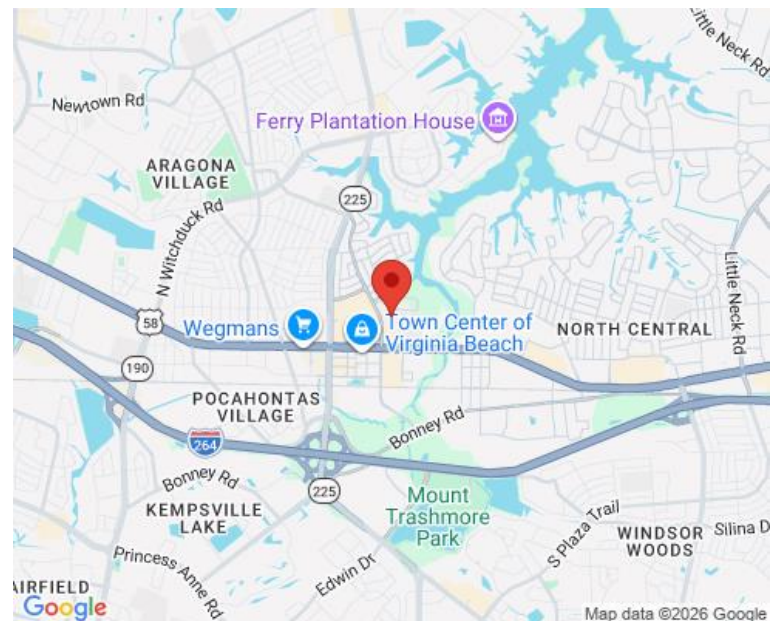 Little Neck Rd
Newtown Rd
Ferry Plantation House
ARAGONA
VILLAGE
225
N Witchduck Rd
Little Neck Rd
58
Wegmans
Town Center of
Virginia Beach
NORTH CENTRAL
190
POCAHONTAS
VILLAGE
Bonney Rd
264
Bonney Rd
225
KEMPSVILLE
LAKE
Mount
Trashmore
Park
S Plaza Trail
WINDSOR
WOODS
Silina D
Princess Anne Rd
Edwin Dr
AIRFIELD
Google
Map data ©2026 Google